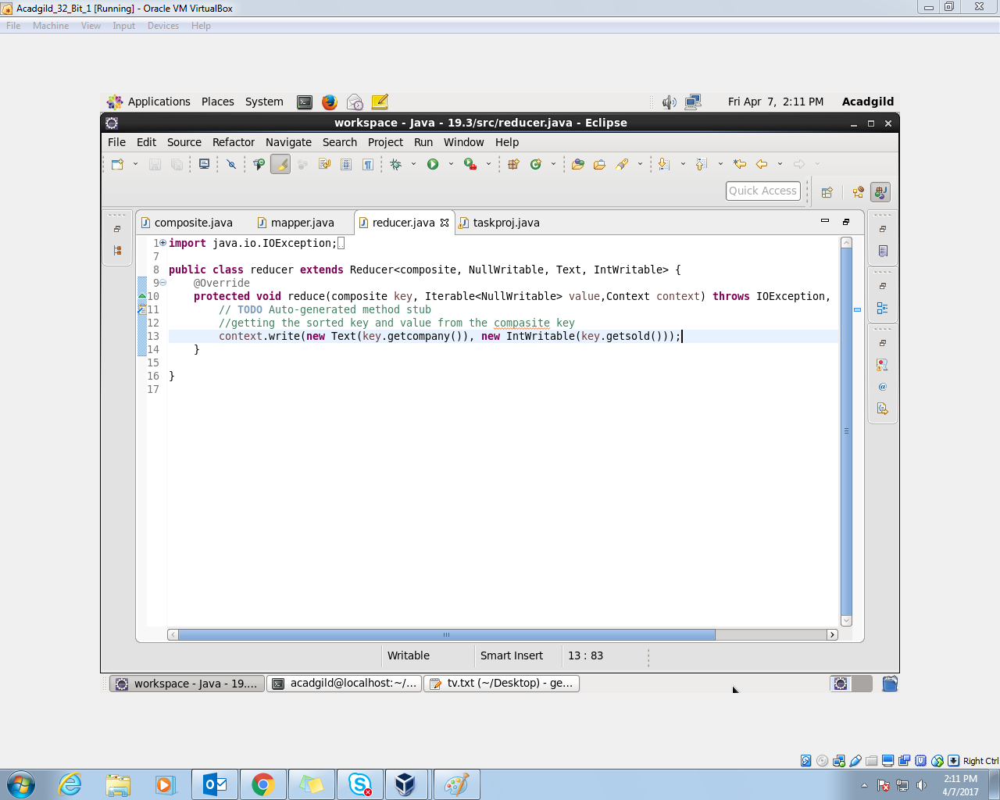 Acadgild_32_Bit_1 [Running] - Oracle VM VirtualBox
File Machine View Input Devices Help
Applications Places System Fri Apr 7, 2:11 PM Acadgild
workspace - Java - 19.3/src/reducer.java - Eclipse
File Edit Source Refactor Navigate Search Project Run Window Help
Quick Access
composite.java mapper.java reducer.java taskproj.java
1 import java.io.IOException;
7
8 public class reducer extends Reducer<composite, NullWritable, Text, IntWritable> {
9 @Override
10 protected void reduce(composite key, Iterable<NullWritable> value,Context context) throws IOException,
11 // TODO Auto-generated method stub
12 //getting the sorted key and value from the compasite key
13 context.write(new Text(key.getcompany()), new IntWritable(key.getsold()));
14 }
15
16 }
17
Writable Smart Insert 13 : 83
workspace - Java - 19.... acadgild@localhost:~/... tv.txt (~/Desktop) - ge...
Right Ctrl
2:11 PM
4/7/2017